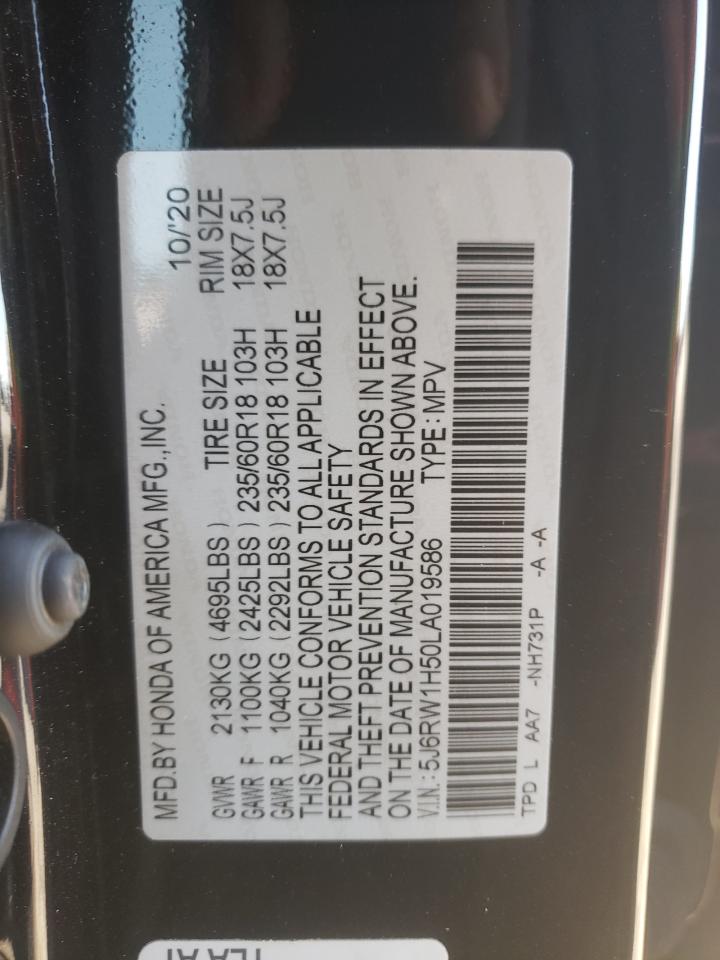 MFD.BY HONDA OF AMERICA MFG.,INC. 10/'20
GVWR 2130KG (4695LBS) TIRE SIZE RIM SIZE
GAWR F 1100KG (2425LBS) 235/60R18 103H 18X7.5J
GAWR R 1040KG (2292LBS) 235/60R18 103H 18X7.5J
THIS VEHICLE CONFORMS TO ALL APPLICABLE
FEDERAL MOTOR VEHICLE SAFETY
AND THEFT PREVENTION STANDARDS IN EFFECT
ON THE DATE OF MANUFACTURE SHOWN ABOVE.
V.I.N.: 5J6RW1H50LA019586 TYPE: MPV
TPD L AA7 -NH731P -A -A